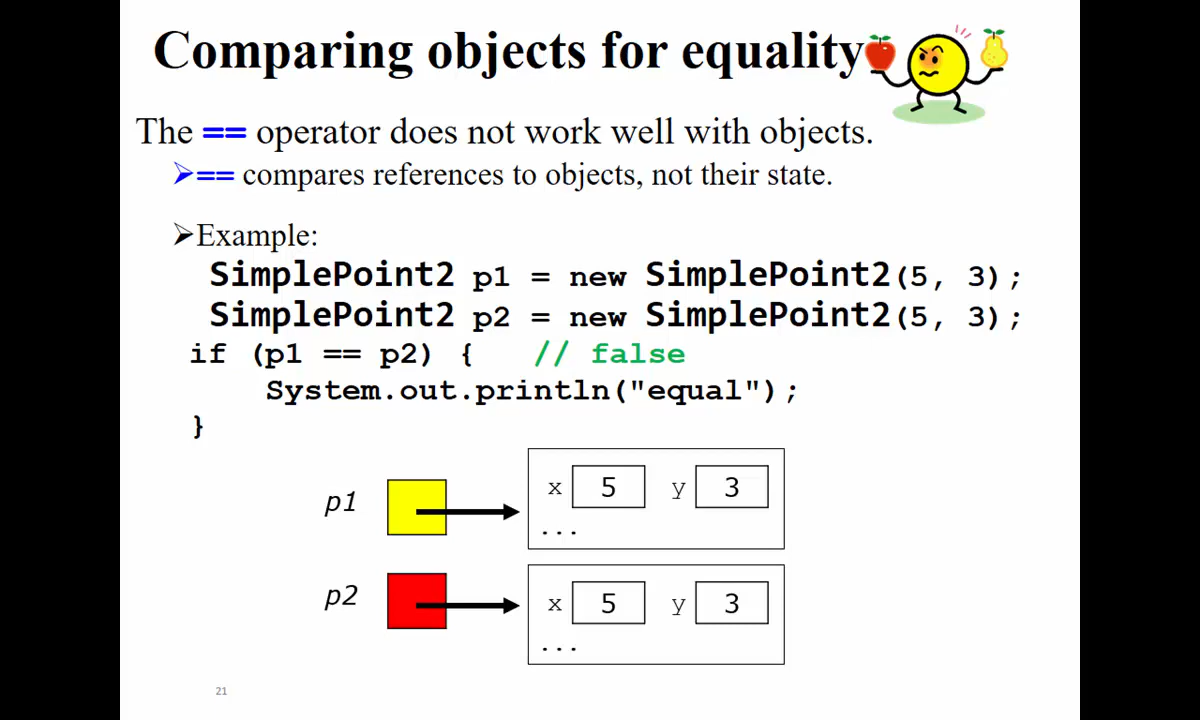 Comparing objects for equality
The == operator does not work well with objects.
➢== compares references to objects, not their state.
➢Example:
SimplePoint2 p1 = new SimplePoint2(5, 3);
SimplePoint2 p2 = new SimplePoint2(5, 3);
if (p1 == p2) {   // false
System.out.println("equal");
}
p1 x 5 y 3
...
p2 x 5 y 3
...
21